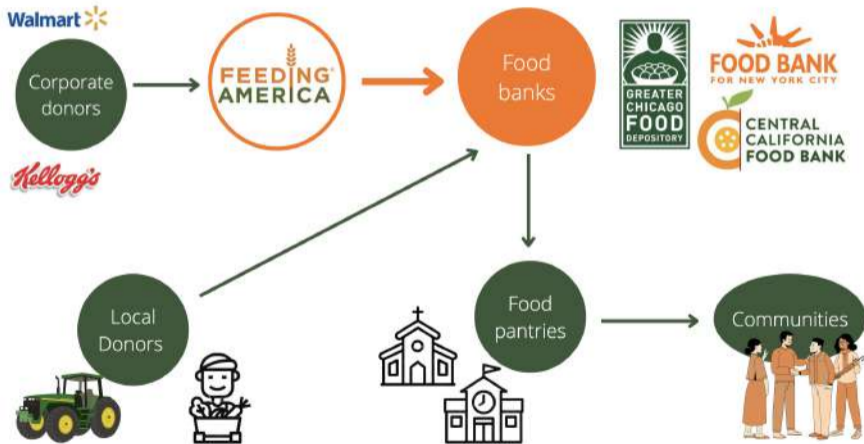 Walmart
Corporate
donors
Kellogg's
FEEDING®
AMERICA
Food
banks
GREATER
CHICAGO
FOOD
DEPOSITORY
FOOD BANK
FOR NEW YORK CITY
CENTRAL
CALIFORNIA
FOOD BANK
Local
Donors
Food
pantries
Communities